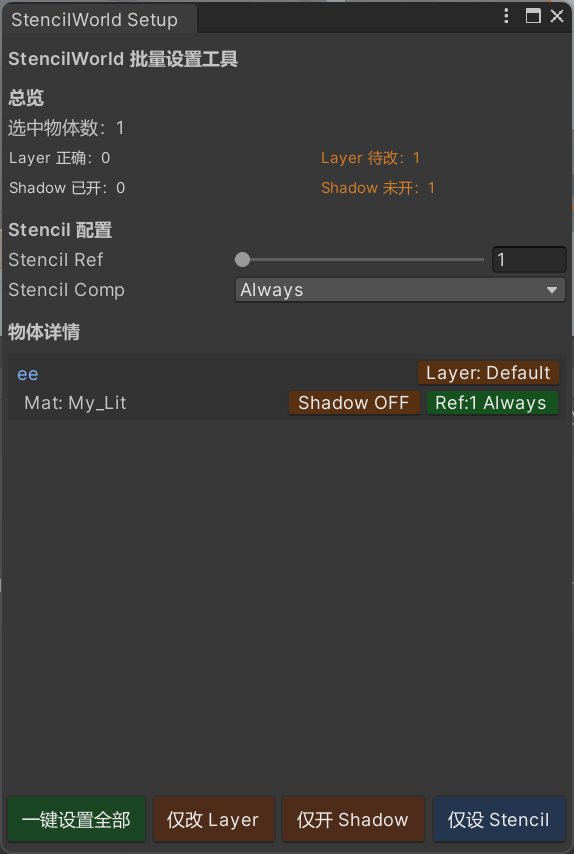 StencilWorld Setup
StencilWorld 批量设置工具
总览
选中物体数：1
Layer 正确：0 Layer 待改：1
Shadow 已开：0 Shadow 未开：1
Stencil 配置
Stencil Ref 1
Stencil Comp Always
物体详情
ee Layer: Default
Mat: My_Lit Shadow OFF Ref:1 Always
一键设置全部 仅改 Layer 仅开 Shadow 仅设 Stencil